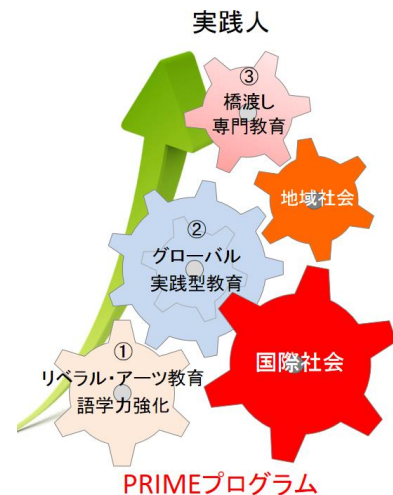 実践人
③
橋渡し
専門教育
地域社会
②
グローバル
実践型教育
①
リベラル・アーツ教育
語学力強化
国際社会
PRIMEプログラム